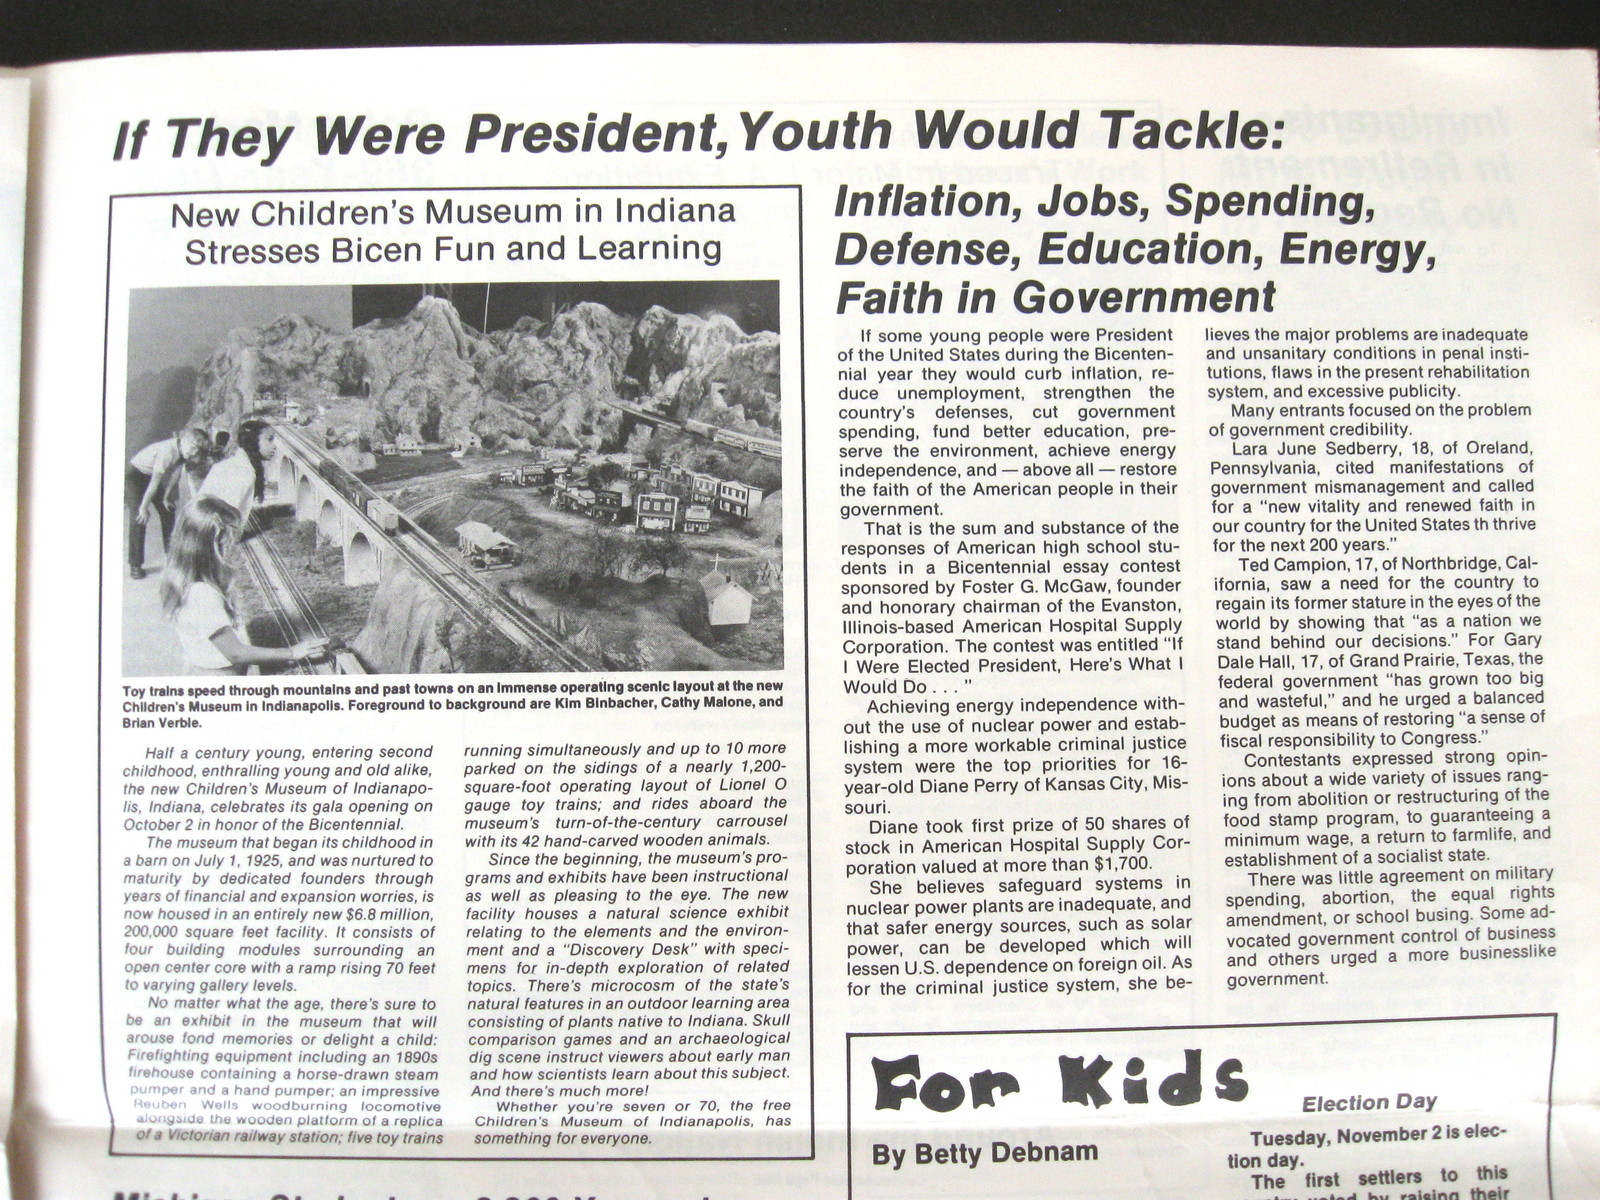 If They Were President, Youth Would Tackle:
New Children's Museum in Indiana
Stresses Bicen Fun and Learning
Toy trains speed through mountains and past towns on an immense operating scenic layout at the new
Children's Museum in Indianapolis. Foreground to background are Kim Binbacher, Cathy Malone, and
Brian Verble.
Half a century young, entering second
childhood, enthralling young and old alike,
the new Children's Museum of Indianapo-
lis, Indiana, celebrates its gala opening on
October 2 in honor of the Bicentennial.
The museum that began its childhood in
a barn on July 1, 1925, and was nurtured to
maturity by dedicated founders through
years of financial and expansion worries, is
now housed in an entirely new $6.8 million,
200,000 square feet facility. It consists of
four building modules surrounding an
open center core with a ramp rising 70 feet
to varying gallery levels.
No matter what the age, there's sure to
be an exhibit in the museum that will
arouse fond memories or delight a child:
Firefighting equipment including an 1890s
firehouse containing a horse-drawn steam
pumper and a hand pumper; an impressive
Reuben Wells woodburning locomotive
alongside the wooden platform of a replica
of a Victorian railway station; five toy trains
running simultaneously and up to 10 more
parked on the sidings of a nearly 1,200-
square-foot operating layout of Lionel O
gauge toy trains; and rides aboard the
museum's turn-of-the-century carrousel
with its 42 hand-carved wooden animals.
Since the beginning, the museum's pro-
grams and exhibits have been instructional
as well as pleasing to the eye. The new
facility houses a natural science exhibit
relating to the elements and the environ-
ment and a "Discovery Desk" with speci-
mens for in-depth exploration of related
topics. There's microcosm of the state's
natural features in an outdoor learning area
consisting of plants native to Indiana. Skull
comparison games and an archaeological
dig scene instruct viewers about early man
and how scientists learn about this subject.
And there's much more!
Whether you're seven or 70, the free
Children's Museum of Indianapolis, has
something for everyone.
Inflation, Jobs, Spending,
Defense, Education, Energy,
Faith in Government
If some young people were President
of the United States during the Bicenten-
nial year they would curb inflation, re-
duce unemployment, strengthen the
country's defenses, cut government
spending, fund better education, pre-
serve the environment, achieve energy
independence, and — above all — restore
the faith of the American people in their
government.
That is the sum and substance of the
responses of American high school stu-
dents in a Bicentennial essay contest
sponsored by Foster G. McGaw, founder
and honorary chairman of the Evanston,
Illinois-based American Hospital Supply
Corporation. The contest was entitled "If
I Were Elected President, Here's What I
Would Do . . . "
Achieving energy independence with-
out the use of nuclear power and estab-
lishing a more workable criminal justice
system were the top priorities for 16-
year-old Diane Perry of Kansas City, Mis-
souri.
Diane took first prize of 50 shares of
stock in American Hospital Supply Cor-
poration valued at more than $1,700.
She believes safeguard systems in
nuclear power plants are inadequate, and
that safer energy sources, such as solar
power, can be developed which will
lessen U.S. dependence on foreign oil. As
for the criminal justice system, she be-
lieves the major problems are inadequate
and unsanitary conditions in penal insti-
tutions, flaws in the present rehabilitation
system, and excessive publicity.
Many entrants focused on the problem
of government credibility.
Lara June Sedberry, 18, of Oreland,
Pennsylvania, cited manifestations of
government mismanagement and called
for a "new vitality and renewed faith in
our country for the United States th thrive
for the next 200 years."
Ted Campion, 17, of Northbridge, Cal-
ifornia, saw a need for the country to
regain its former stature in the eyes of the
world by showing that "as a nation we
stand behind our decisions." For Gary
Dale Hall, 17, of Grand Prairie, Texas, the
federal government "has grown too big
and wasteful," and he urged a balanced
budget as means of restoring "a sense of
fiscal responsibility to Congress."
Contestants expressed strong opin-
ions about a wide variety of issues rang-
ing from abolition or restructuring of the
food stamp program, to guaranteeing a
minimum wage, a return to farmlife, and
establishment of a socialist state.
There was little agreement on military
spending, abortion, the equal rights
amendment, or school busing. Some ad-
vocated government control of business
and others urged a more businesslike
government.
For Kids
By Betty Debnam
Election Day
Tuesday, November 2 is elec-
tion day.
The first settlers to this
voted by raising their